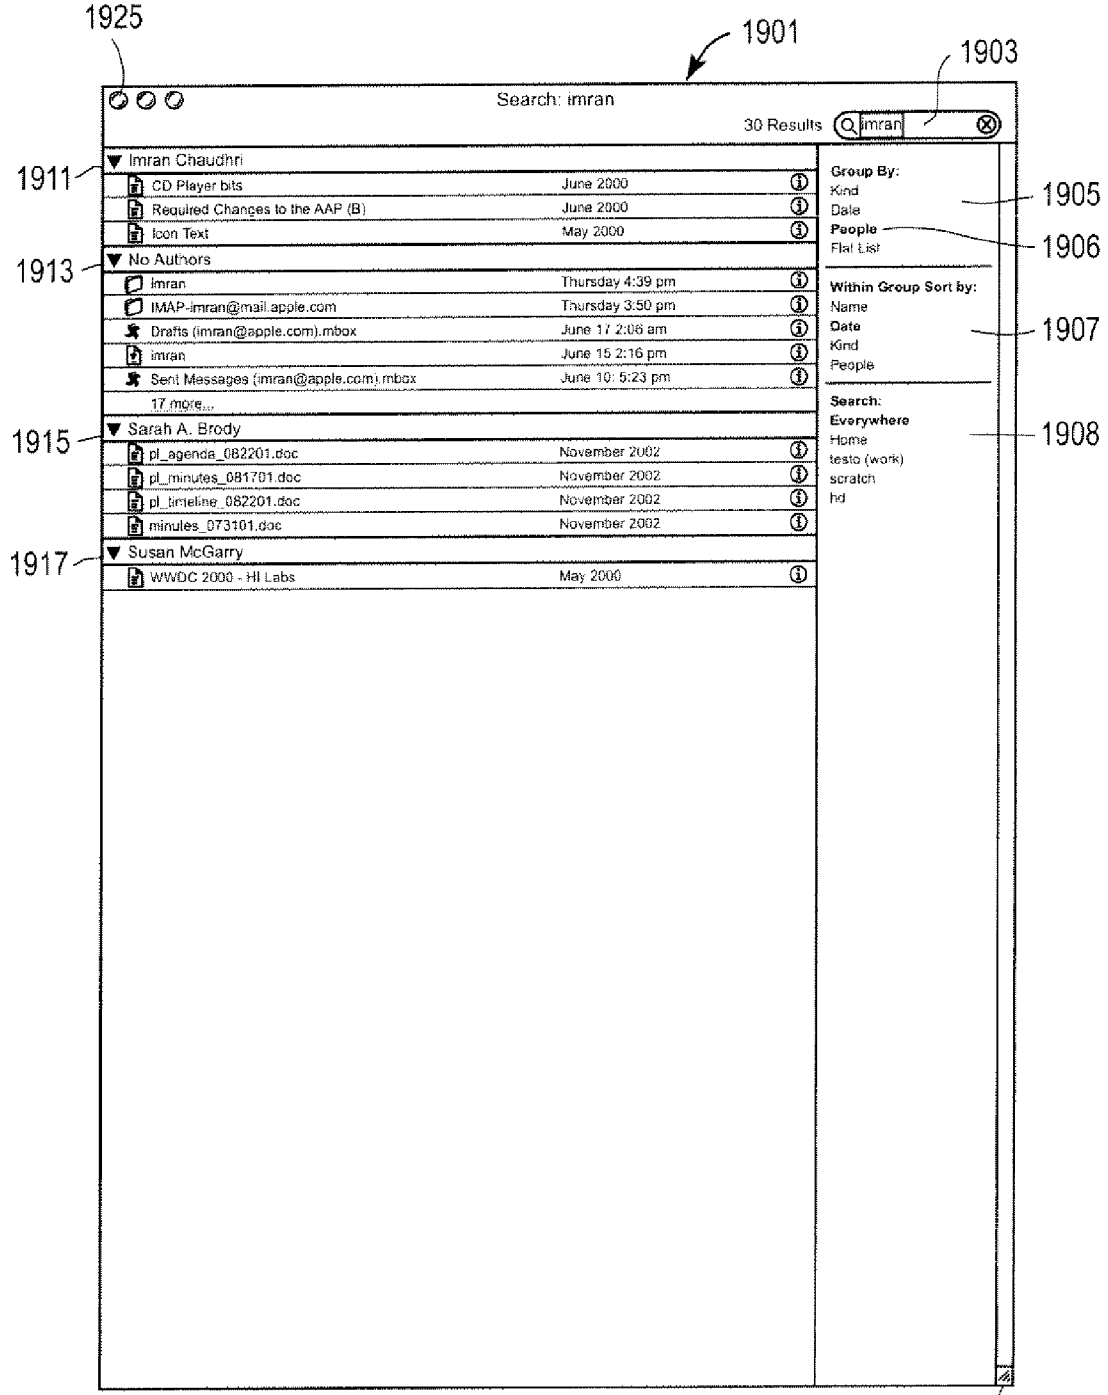 1925
1901
1903
Search: imran
30 Results imran
1911
Imran Chaudhri
CD Player bits June 2000
Required Changes to the AAP (B) June 2000
Icon Text May 2000
1913
No Authors
Imran Thursday 4:39 pm
IMAP-imran@mail.apple.com Thursday 3:50 pm
Drafts (imran@apple.com).mbox June 17 2:06 am
imran June 15 2:16 pm
Sent Messages (imran@apple.com).mbox June 10: 5:23 pm
17 more...
1915
Sarah A. Brody
pl_agenda_082201.doc November 2002
pl_minutes_081701.doc November 2002
pl_timeline_082201.doc November 2002
minutes_073101.doc November 2002
1917
Susan McGarry
WWDC 2000 - HI Labs May 2000
Group By:
Kind
Date
People
Flat List
1905
1906
Within Group Sort by:
Name
Date
Kind
People
1907
Search:
Everywhere
Home
testo (work)
scratch
hd
1908